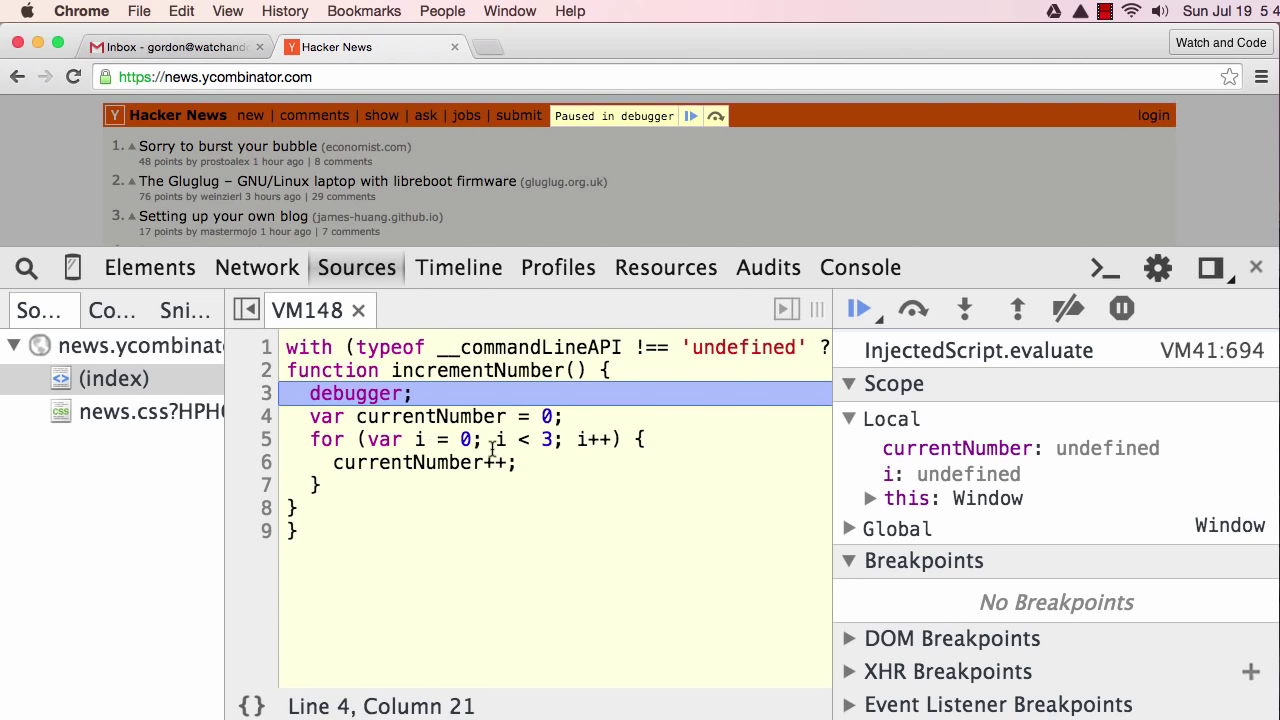 Chrome File Edit View History Bookmarks People Window Help Sun Jul 19 5 4
Inbox - gordon@watchand Hacker News Watch and Code
https://news.ycombinator.com
Y Hacker News new | comments | show | ask | jobs | submit Paused in debugger login
1. Sorry to burst your bubble (economist.com)
48 points by prostoalex 1 hour ago | 8 comments
2. The Gluglug – GNU/Linux laptop with libreboot firmware (gluglug.org.uk)
76 points by weinzierl 3 hours ago | 29 comments
3. Setting up your own blog (james-huang.github.io)
17 points by mastermojo 1 hour ago | 7 comments
Elements Network Sources Timeline Profiles Resources Audits Console
So... Co... Sni... VM148
news.ycombinat
(index)
news.css?HPH
1 with (typeof __commandLineAPI !== 'undefined' ?
2 function incrementNumber() {
3 debugger;
4 var currentNumber = 0;
5 for (var i = 0; i < 3; i++) {
6 currentNumber++;
7 }
8 }
9 }
{} Line 4, Column 21
InjectedScript.evaluate VM41:694
Scope
Local
currentNumber: undefined
i: undefined
this: Window
Global Window
Breakpoints
No Breakpoints
DOM Breakpoints
XHR Breakpoints +
Event Listener Breakpoints